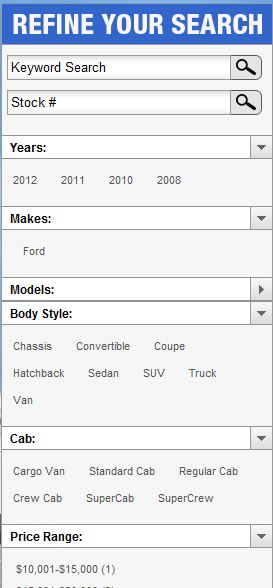 REFINE YOUR SEARCH
Keyword Search
Stock #
Years:
2012 2011 2010 2008
Makes:
Ford
Models:
Body Style:
Chassis Convertible Coupe
Hatchback Sedan SUV Truck
Van
Cab:
Cargo Van Standard Cab Regular Cab
Crew Cab SuperCab SuperCrew
Price Range:
$10,001-$15,000 (1)